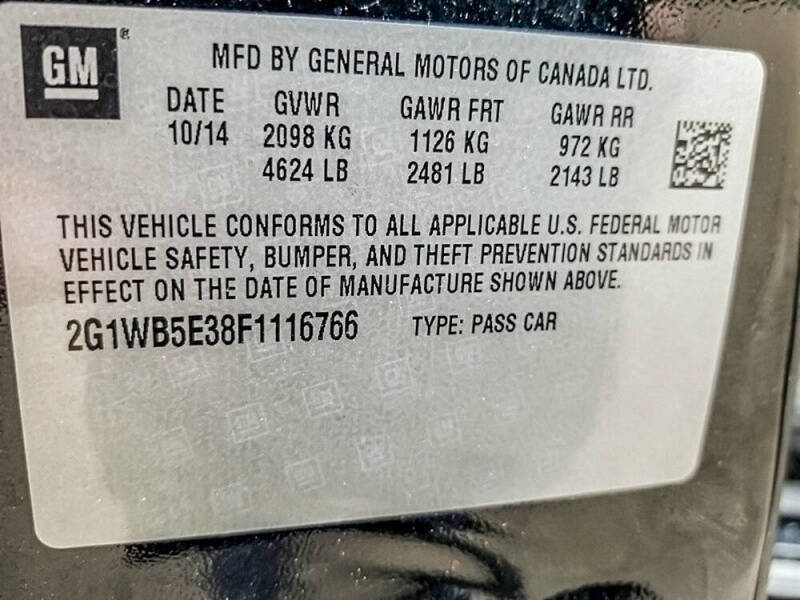 GM®
MFD BY GENERAL MOTORS OF CANADA LTD.
DATE GVWR GAWR FRT GAWR RR
10/14 2098 KG 1126 KG 972 KG
4624 LB 2481 LB 2143 LB
THIS VEHICLE CONFORMS TO ALL APPLICABLE U.S. FEDERAL MOTOR
VEHICLE SAFETY, BUMPER, AND THEFT PREVENTION STANDARDS IN
EFFECT ON THE DATE OF MANUFACTURE SHOWN ABOVE.
2G1WB5E38F1116766 TYPE: PASS CAR